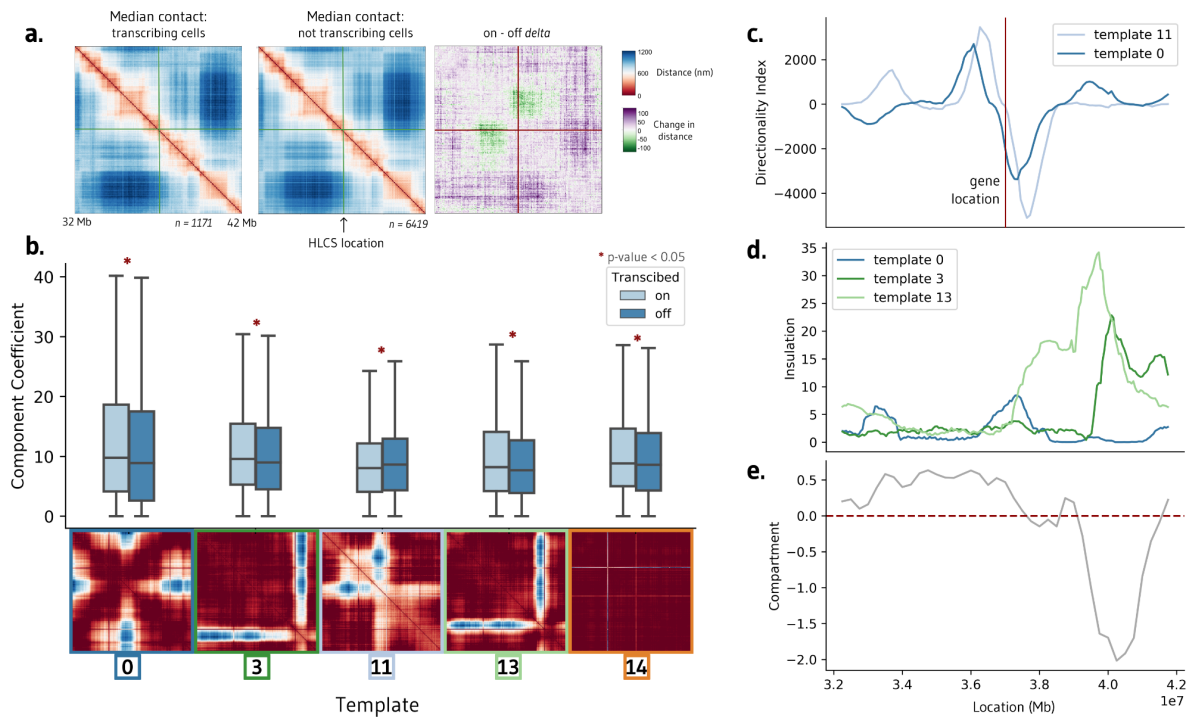 a.
Median contact:
transcribing cells
Median contact:
not transcribing cells
on - off delta
1200
600
0
Distance (nm)
100
50
0
-50
-100
Change in
distance
32 Mb
n = 1171
42 Mb
n = 6419
HLCS location
b.
* p-value < 0.05
Transcibed
on
off
Component Coefficient
40
30
20
10
0
*
*
*
*
*
0
3
11
13
14
Template
c.
template 11
template 0
Directionality Index
2000
0
-2000
-4000
gene
location
d.
template 0
template 3
template 13
Insulation
35
30
25
20
15
10
5
0
e.
Compartment
0.0
-0.5
-1.0
-1.5
-2.0
3.2
3.4
3.6
3.8
4.0
4.2
1e7
Location (Mb)